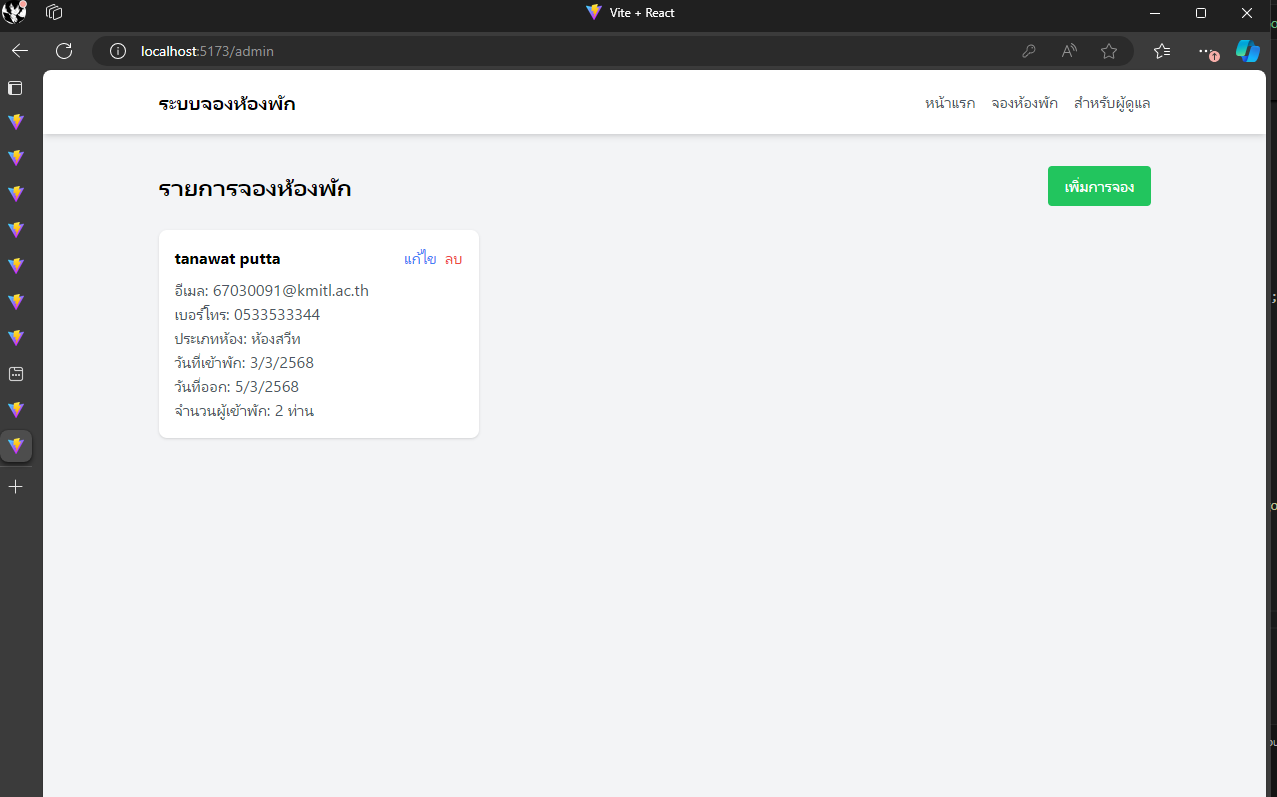 Vite + React
localhost:5173/admin
ระบบจองห้องพัก
หน้าแรก จองห้องพัก สำหรับผู้ดูแล
รายการจองห้องพัก
เพิ่มการจอง
tanawat putta
แก้ไข ลบ
อีเมล: 67030091@kmitl.ac.th
เบอร์โทร: 0533533344
ประเภทห้อง: ห้องสวีท
วันที่เข้าพัก: 3/3/2568
วันที่ออก: 5/3/2568
จำนวนผู้เข้าพัก: 2 ท่าน